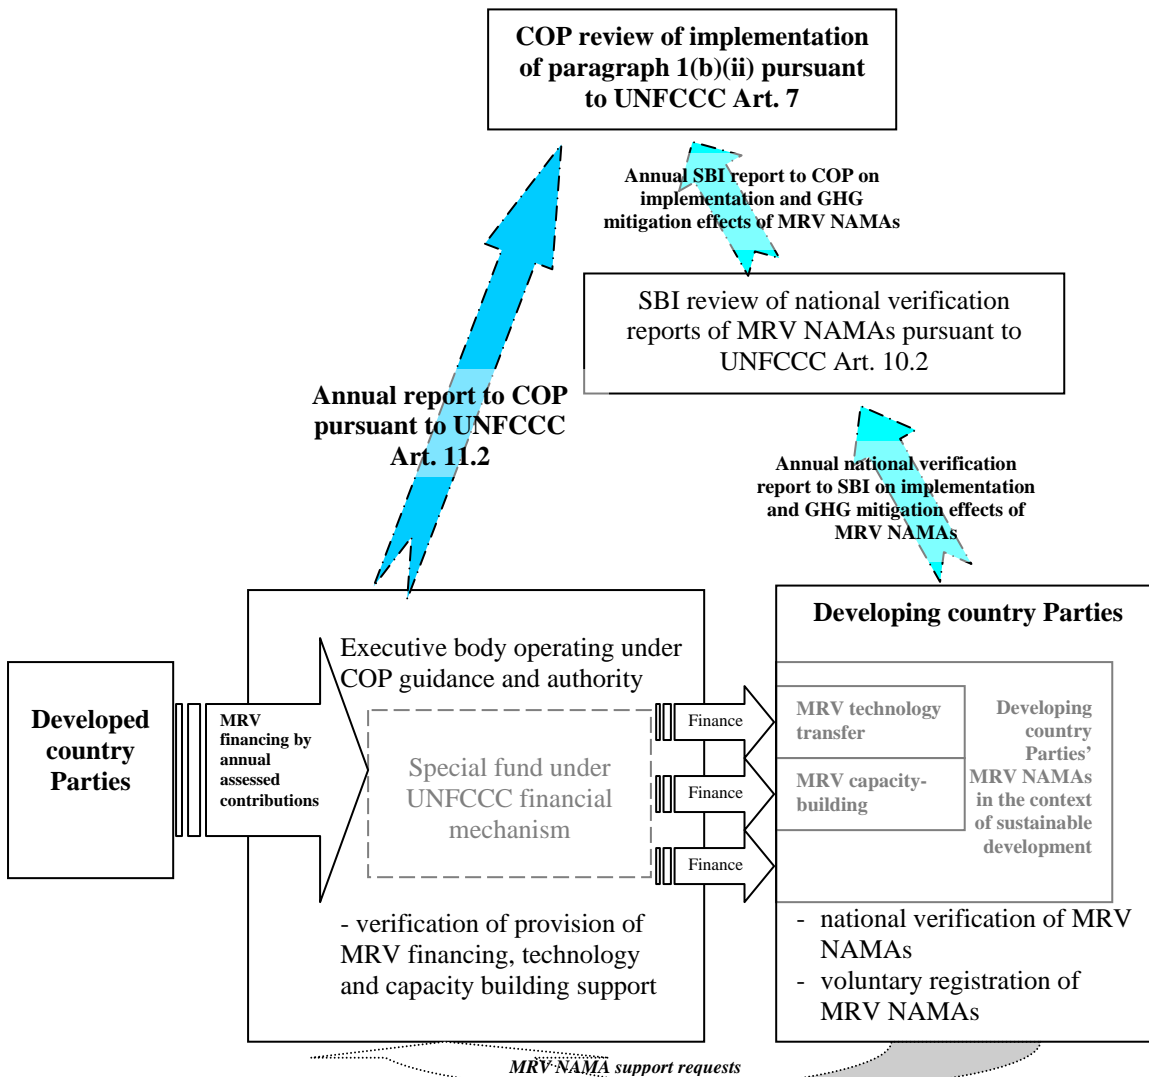 COP review of implementation
of paragraph 1(b)(ii) pursuant
to UNFCCC Art. 7
Annual SBI report to COP on
implementation and GHG
mitigation effects of MRV NAMAs
SBI review of national verification
reports of MRV NAMAs pursuant to
UNFCCC Art. 10.2
Annual report to COP
pursuant to UNFCCC
Art. 11.2
Annual national verification
report to SBI on implementation
and GHG mitigation effects of
MRV NAMAs
Developed
country
Parties
MRV
financing by
annual
assessed
contributions
Executive body operating under
COP guidance and authority
Special fund under
UNFCCC financial
mechanism
- verification of provision of
MRV financing, technology
and capacity building support
Finance
Finance
Finance
Developing country Parties
MRV technology
transfer
MRV capacity-
building
Developing
country
Parties’
MRV NAMAs
in the context
of sustainable
development
- national verification of MRV
NAMAs
- voluntary registration of
MRV NAMAs
MRV NAMA support requests